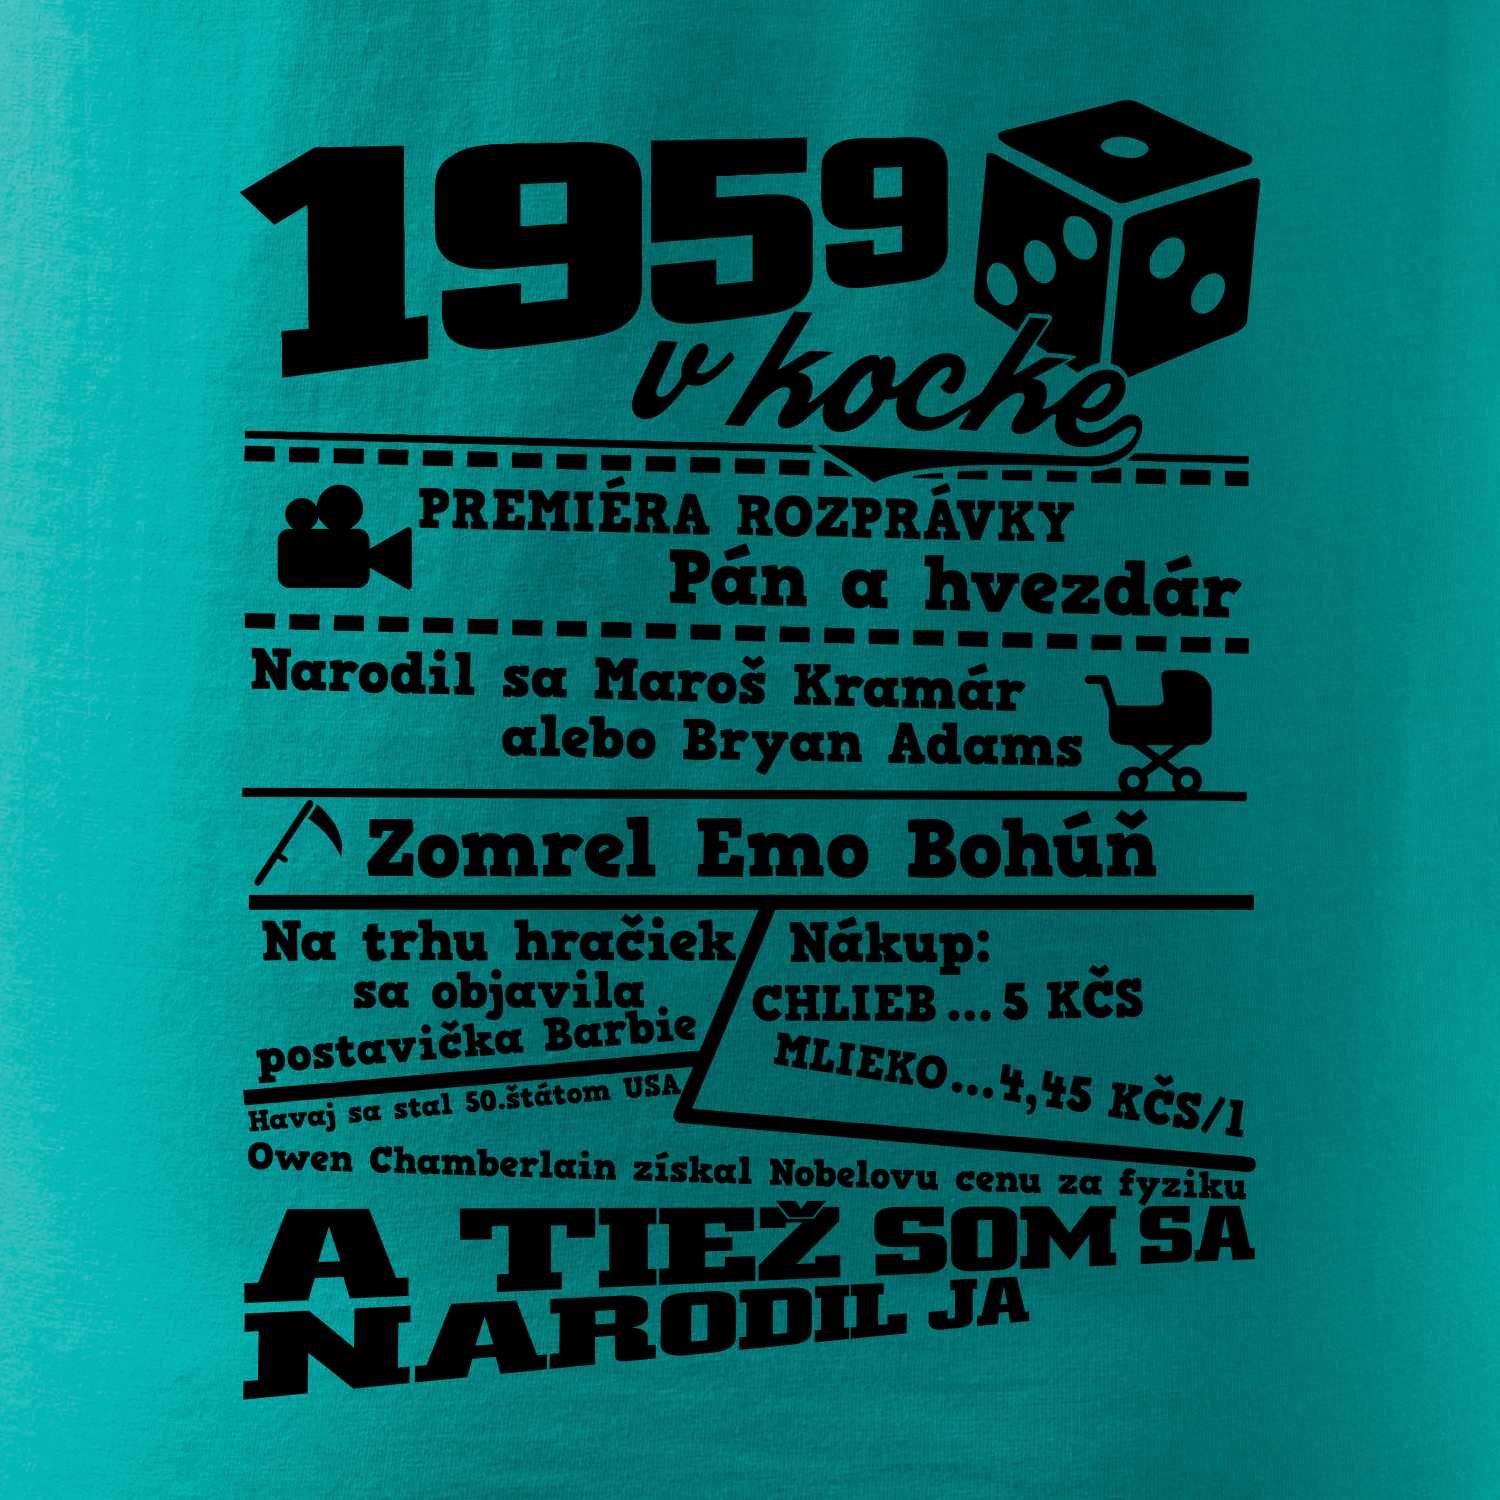 1959
v kocke
PREMIÉRA ROZPRÁVKY
Pán a hvezdár
Narodil sa Maroš Kramár
alebo Bryan Adams
Zomrel Emo Bohúň
Na trhu hračiek
sa objavila
postavička Barbie
Nákup:
CHLIEB...5 KČS
MLIEKO...4,45 KČS/l
Havaj sa stal 50.štátom USA
Owen Chamberlain získal Nobelovu cenu za fyziku
A TIEŽ SOM SA
NARODIL JA